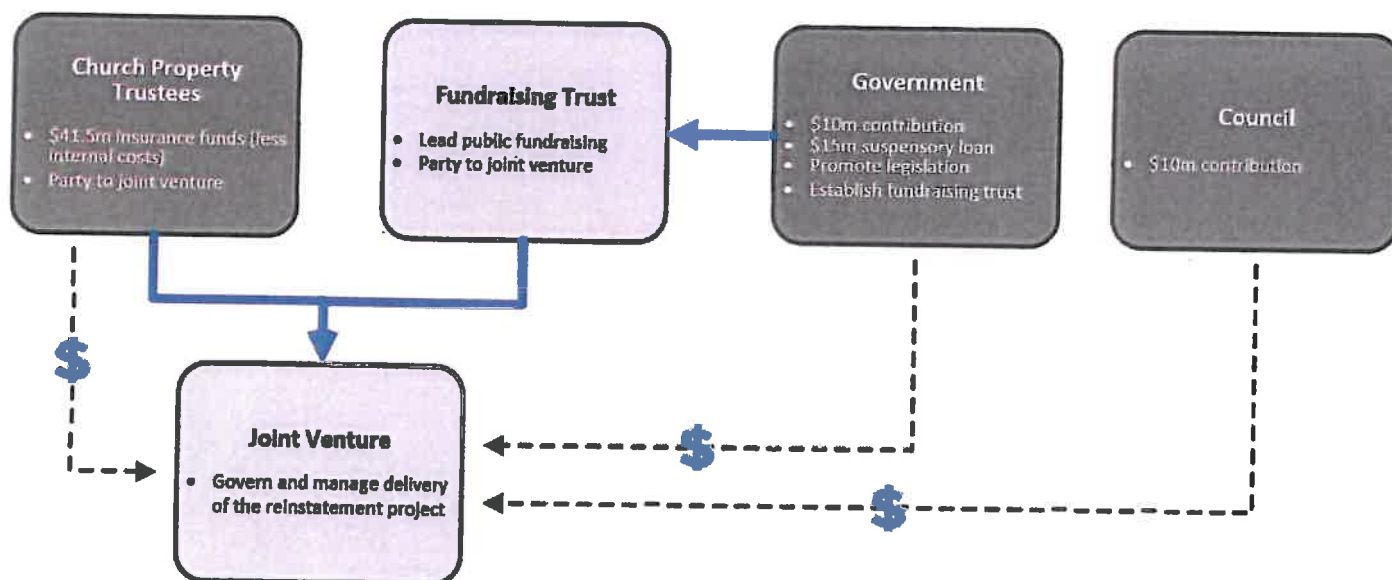 Church Property
Trustees
• $41.5m insurance funds (less
internal costs)
• Party to joint venture
Fundraising Trust
• Lead public fundraising
• Party to joint venture
Government
• $10m contribution
• $15m suspensory loan
• Promote legislation
• Establish fundraising trust
Council
• $10m contribution
$
Joint Venture
• Govern and manage delivery
of the reinstatement project
$
$